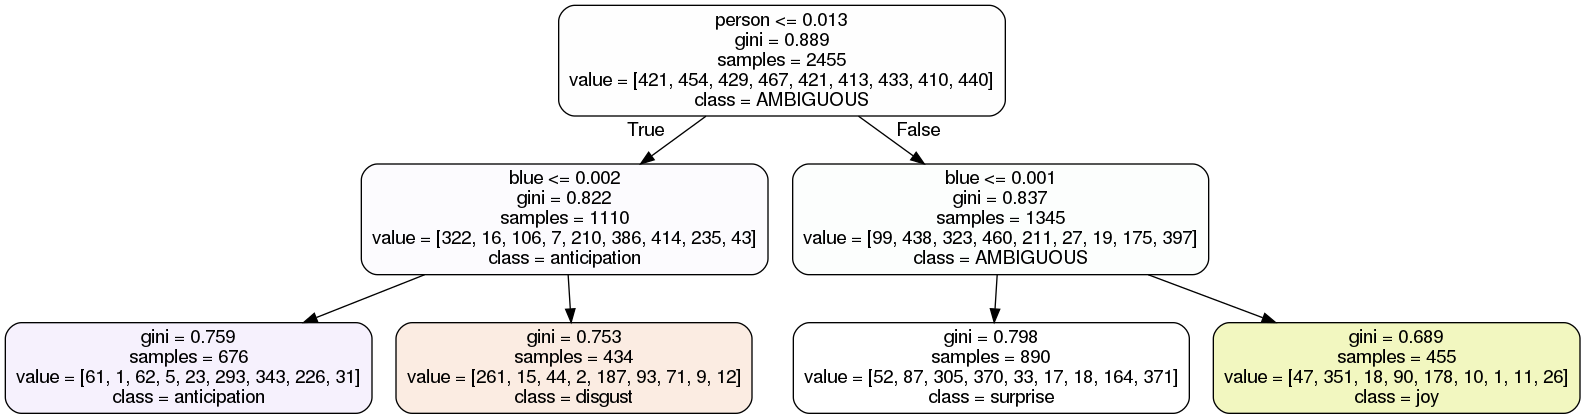 person <= 0.013
gini = 0.889
samples = 2455
value = [421, 454, 429, 467, 421, 413, 433, 410, 440]
class = AMBIGUOUS
True
False
blue <= 0.002
gini = 0.822
samples = 1110
value = [322, 16, 106, 7, 210, 386, 414, 235, 43]
class = anticipation
blue <= 0.001
gini = 0.837
samples = 1345
value = [99, 438, 323, 460, 211, 27, 19, 175, 397]
class = AMBIGUOUS
gini = 0.759
samples = 676
value = [61, 1, 62, 5, 23, 293, 343, 226, 31]
class = anticipation
gini = 0.753
samples = 434
value = [261, 15, 44, 2, 187, 93, 71, 9, 12]
class = disgust
gini = 0.798
samples = 890
value = [52, 87, 305, 370, 33, 17, 18, 164, 371]
class = surprise
gini = 0.689
samples = 455
value = [47, 351, 18, 90, 178, 10, 1, 11, 26]
class = joy